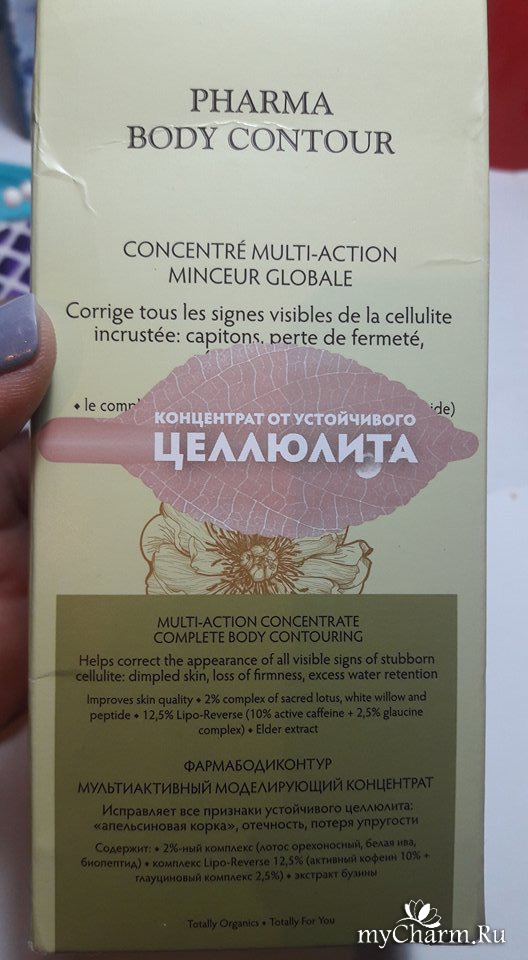 PHARMA
BODY CONTOUR
CONCENTRÉ MULTI-ACTION
MINCEUR GLOBALE
Corrige tous les signes visibles de la cellulite
incrustée: capitons, perte de fermeté,
• le
КОНЦЕНТРАТ ОТ УСТОЙЧИВОГО
ЦЕЛЛЮЛИТА
MULTI-ACTION CONCENTRATE
COMPLETE BODY CONTOURING
Helps correct the appearance of all visible signs of stubborn
cellulite: dimpled skin, loss of firmness, excess water retention
Improves skin quality • 2% complex of sacred lotus, white willow and
peptide • 12,5% Lipo-Reverse (10% active caffeine + 2,5% glaucine
complex) • Elder extract
ФАРМАБОДИКОНТУР
МУЛЬТИАКТИВНЫЙ МОДЕЛИРУЮЩИЙ КОНЦЕНТРАТ
Исправляет все признаки устойчивого целлюлита:
«апельсиновая корка», отечность, потеря упругости
Содержит: • 2%-ный комплекс (лотос орехоносный, белая ива,
биопептид) • комплекс Lipo-Reverse 12,5% (активный кофеин 10% +
глауциновый комплекс 2,5%) • экстракт бузины
Totally Organics • Totally For You
myCharm.Ru